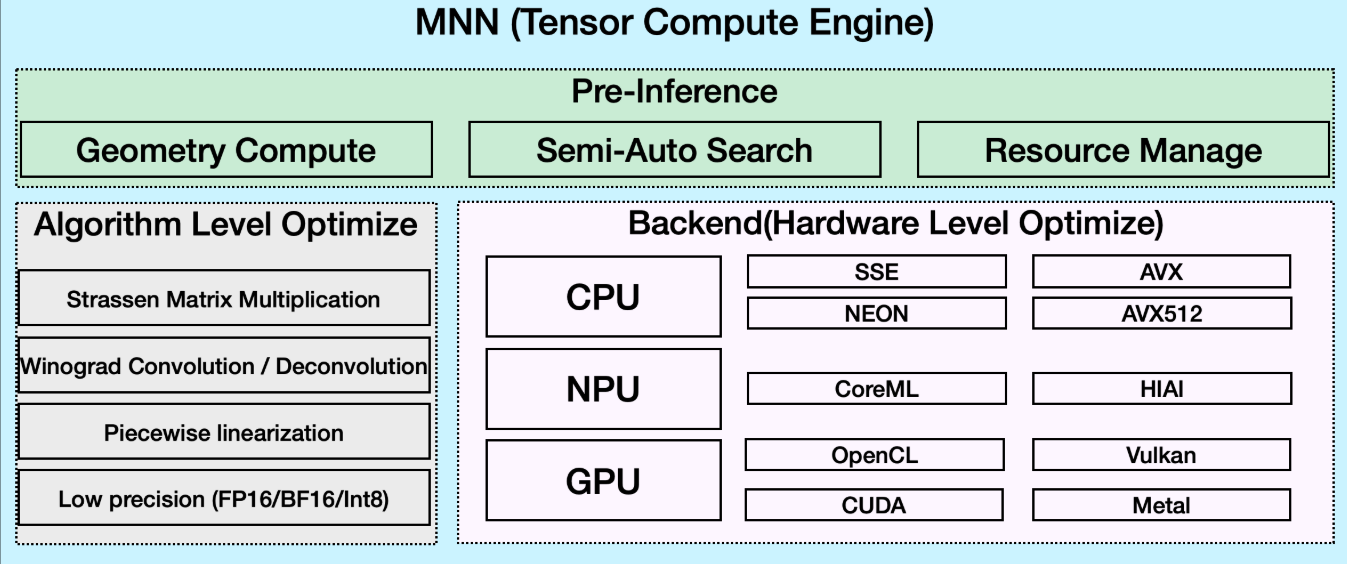 MNN (Tensor Compute Engine)
Pre-Inference
Geometry Compute
Semi-Auto Search
Resource Manage
Algorithm Level Optimize
Strassen Matrix Multiplication
Winograd Convolution / Deconvolution
Piecewise linearization
Low precision (FP16/BF16/Int8)
Backend(Hardware Level Optimize)
CPU
SSE
AVX
NEON
AVX512
NPU
CoreML
HIAI
GPU
OpenCL
Vulkan
CUDA
Metal